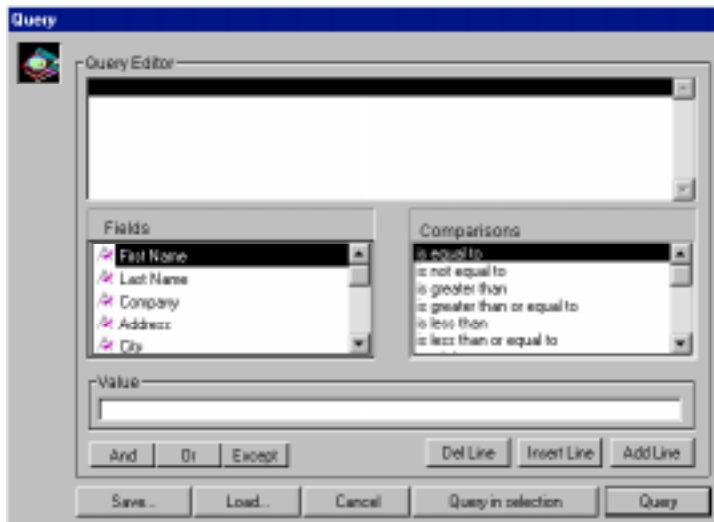 Query
Query Editor
Fields
First Name
Last Name
Company
Address
City
Comparisons
is equal to
is not equal to
is greater than
is greater than or equal to
is less than
is less than or equal to
Value
And Or Except
Del Line Insert Line Add Line
Save... Load... Cancel Query in selection Query